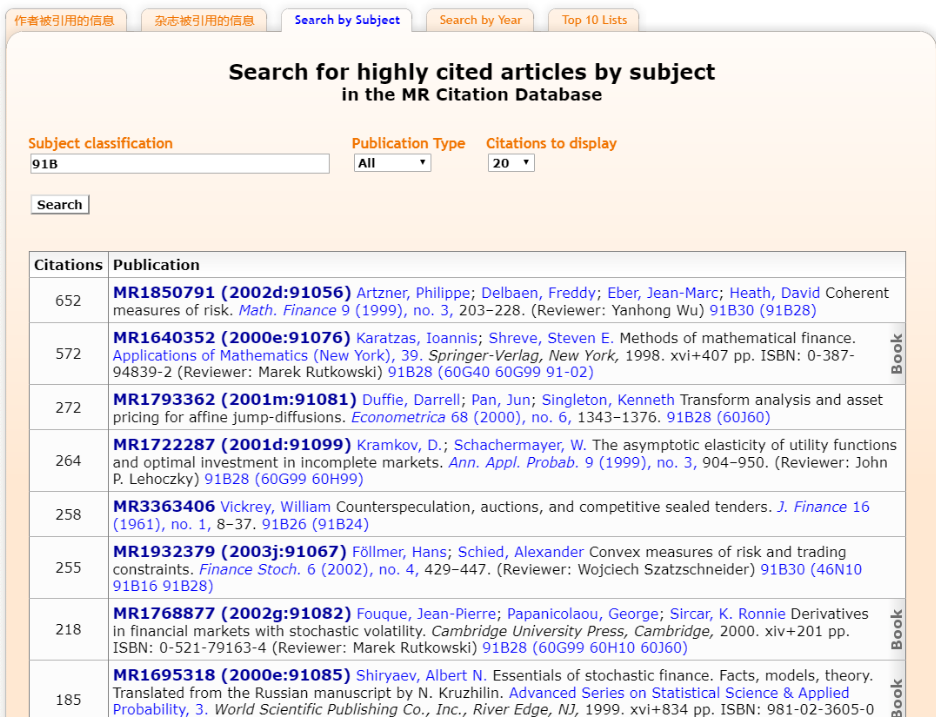 作者被引用的信息 杂志被引用的信息 Search by Subject Search by Year Top 10 Lists
Search for highly cited articles by subject
in the MR Citation Database
Subject classification Publication Type Citations to display
91B All 20
Search
Citations Publication
652 MR1850791 (2002d:91056) Artzner, Philippe; Delbaen, Freddy; Eber, Jean-Marc; Heath, David Coherent
measures of risk. Math. Finance 9 (1999), no. 3, 203–228. (Reviewer: Yanhong Wu) 91B30 (91B28)
572 MR1640352 (2000e:91076) Karatzas, Ioannis; Shreve, Steven E. Methods of mathematical finance.
Applications of Mathematics (New York), 39. Springer-Verlag, New York, 1998. xvi+407 pp. ISBN: 0-387-
94839-2 (Reviewer: Marek Rutkowski) 91B28 (60G40 60G99 91-02)
Book
272 MR1793362 (2001m:91081) Duffie, Darrell; Pan, Jun; Singleton, Kenneth Transform analysis and asset
pricing for affine jump-diffusions. Econometrica 68 (2000), no. 6, 1343–1376. 91B28 (60J60)
264 MR1722287 (2001d:91099) Kramkov, D.; Schachermayer, W. The asymptotic elasticity of utility functions
and optimal investment in incomplete markets. Ann. Appl. Probab. 9 (1999), no. 3, 904–950. (Reviewer: John
P. Lehoczky) 91B28 (60G99 60H99)
258 MR3363406 Vickrey, William Counterspeculation, auctions, and competitive sealed tenders. J. Finance 16
(1961), no. 1, 8–37. 91B26 (91B24)
255 MR1932379 (2003j:91067) Föllmer, Hans; Schied, Alexander Convex measures of risk and trading
constraints. Finance Stoch. 6 (2002), no. 4, 429–447. (Reviewer: Wojciech Szatzschneider) 91B30 (46N10
91B16 91B28)
218 MR1768877 (2002g:91082) Fouque, Jean-Pierre; Papanicolaou, George; Sircar, K. Ronnie Derivatives
in financial markets with stochastic volatility. Cambridge University Press, Cambridge, 2000. xiv+201 pp.
ISBN: 0-521-79163-4 (Reviewer: Marek Rutkowski) 91B28 (60G99 60H10 60J60)
Book
185 MR1695318 (2000e:91085) Shiryaev, Albert N. Essentials of stochastic finance. Facts, models, theory.
Translated from the Russian manuscript by N. Kruzhilin. Advanced Series on Statistical Science & Applied
Probability, 3. World Scientific Publishing Co., Inc., River Edge, NJ, 1999. xvi+834 pp. ISBN: 981-02-3605-0
Book